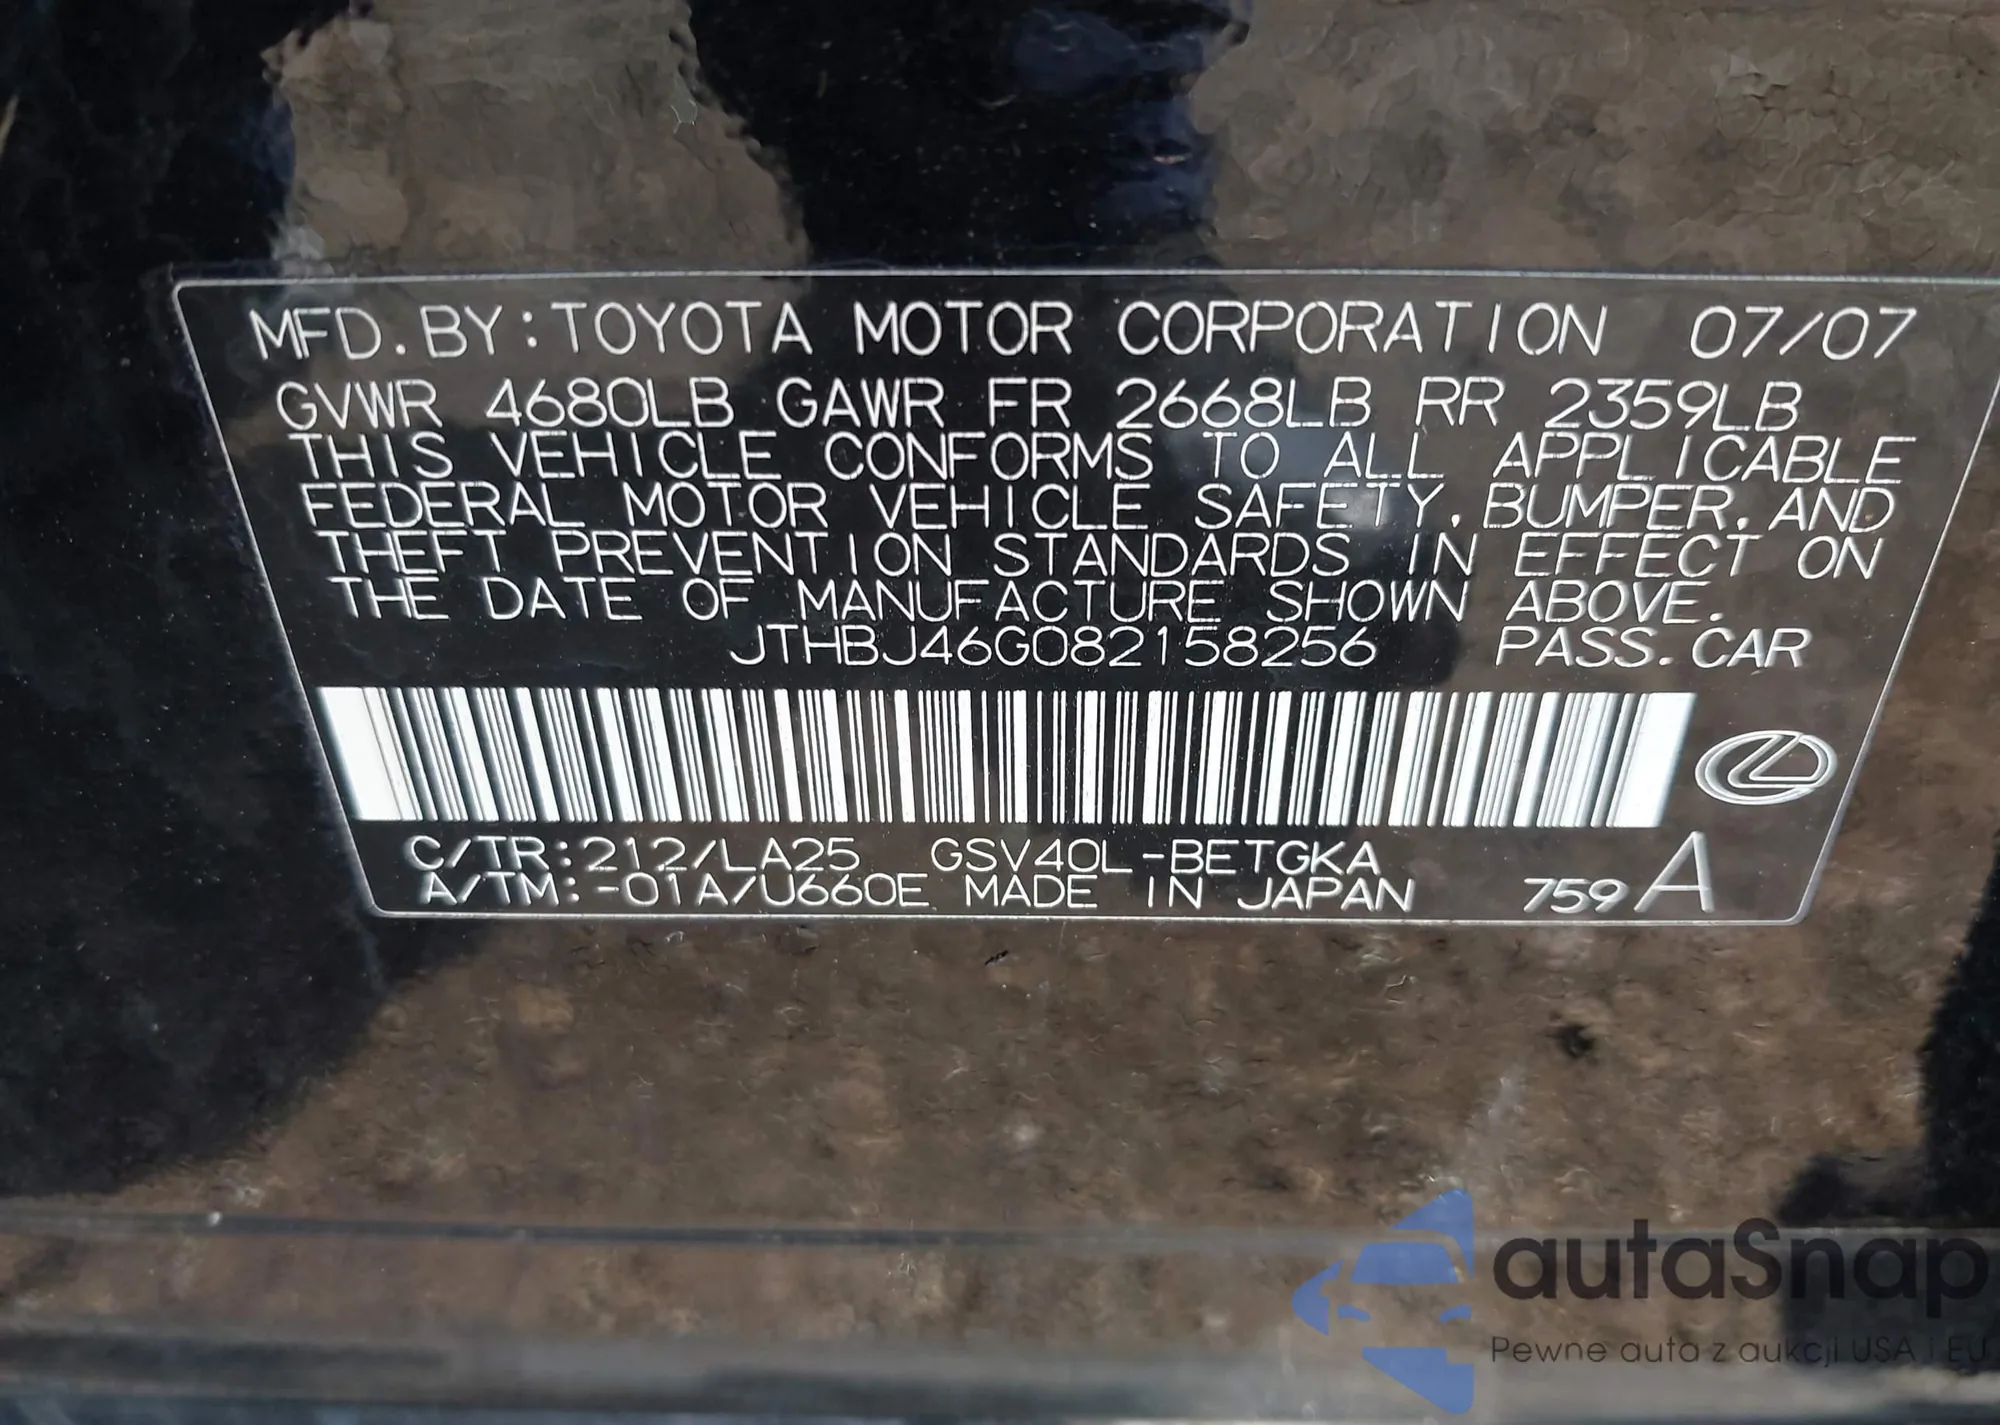 MFD. BY: TOYOTA MOTOR CORPORATION 07/07
GVWR 4680LB GAWR FR 2668LB RR 2359LB
THIS VEHICLE CONFORMS TO ALL APPLICABLE
FEDERAL MOTOR VEHICLE SAFETY, BUMPER, AND
THEFT PREVENTION STANDARDS IN EFFECT ON
THE DATE OF MANUFACTURE SHOWN ABOVE.
JTHBJ46G082158256 PASS. CAR
C/TR:212/LA25 GSV40L-BETGKA
A/TM:-01A/U660E MADE IN JAPAN 759A
autaSnap
Pewne auta z aukcji USA i EU